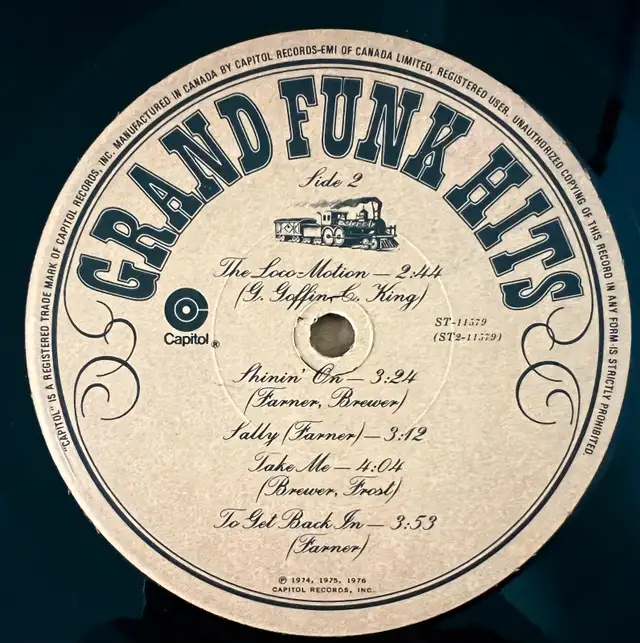 "CAPITOL" IS A REGISTERED TRADE MARK OF CAPITOL RECORDS, INC. MANUFACTURED IN CANADA BY CAPITOL RECORDS-EMI OF CANADA LIMITED, REGISTERED USER. UNAUTHORIZED COPYING OF THIS RECORD IN ANY FORM IS STRICTLY PROHIBITED.
GRAND FUNK HITS
Side 2
The Loco-Motion — 2:44
(G. Goffin-C. King)
Capitol®
ST-11579
(ST2-11579)
Shinin' On — 3:24
(Farner, Brewer)
Sally (Farner) — 3:12
Take Me — 4:04
(Brewer, Frost)
To Get Back In — 3:53
(Farner)
℗ 1974, 1975, 1976
CAPITOL RECORDS, INC.